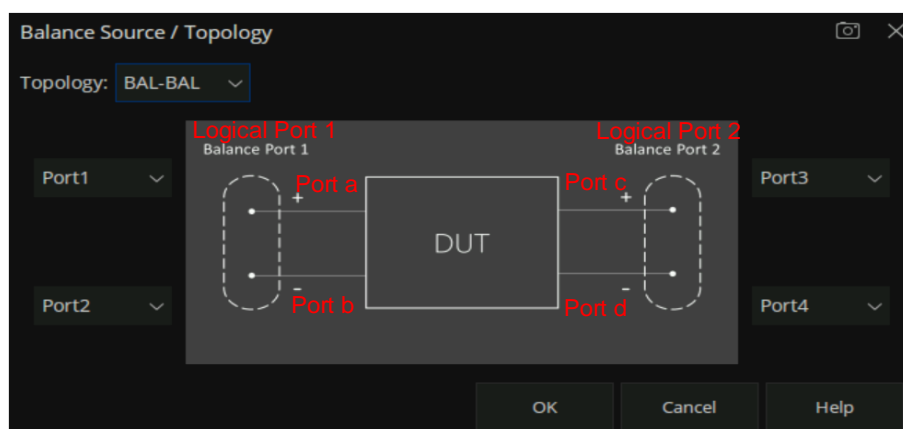 Balance Source / Topology
Topology: BAL-BAL
Logical Port 1
Logical Port 2
Balance Port 1
Balance Port 2
Port1
Port a
Port c
Port3
+
+
DUT
-
-
Port2
Port b
Port d
Port4
OK
Cancel
Help